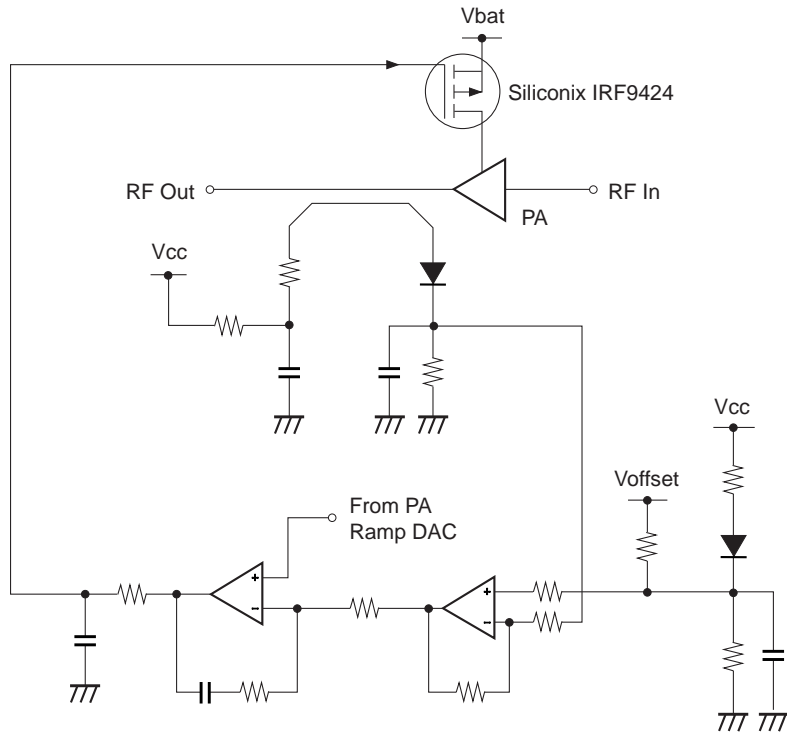 Vbat
Siliconix IRF9424
RF Out
RF In
PA
Vcc
Vcc
Voffset
From PA
Ramp DAC
+
−
+
−